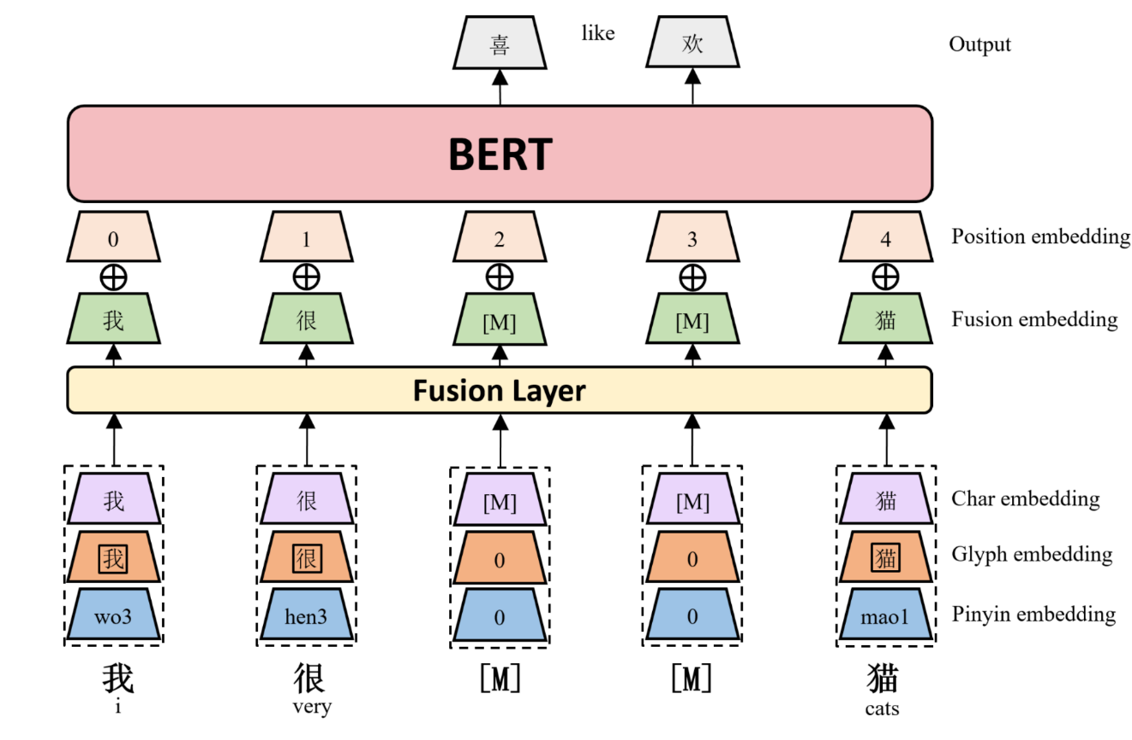 喜 like 欢 Output
BERT
0 1 2 3 4 Position embedding
我 很 [M] [M] 猫 Fusion embedding
Fusion Layer
我 很 [M] [M] 猫 Char embedding
我 很 0 0 猫 Glyph embedding
wo3 hen3 0 0 mao1 Pinyin embedding
我 很 [M] [M] 猫
i very cats